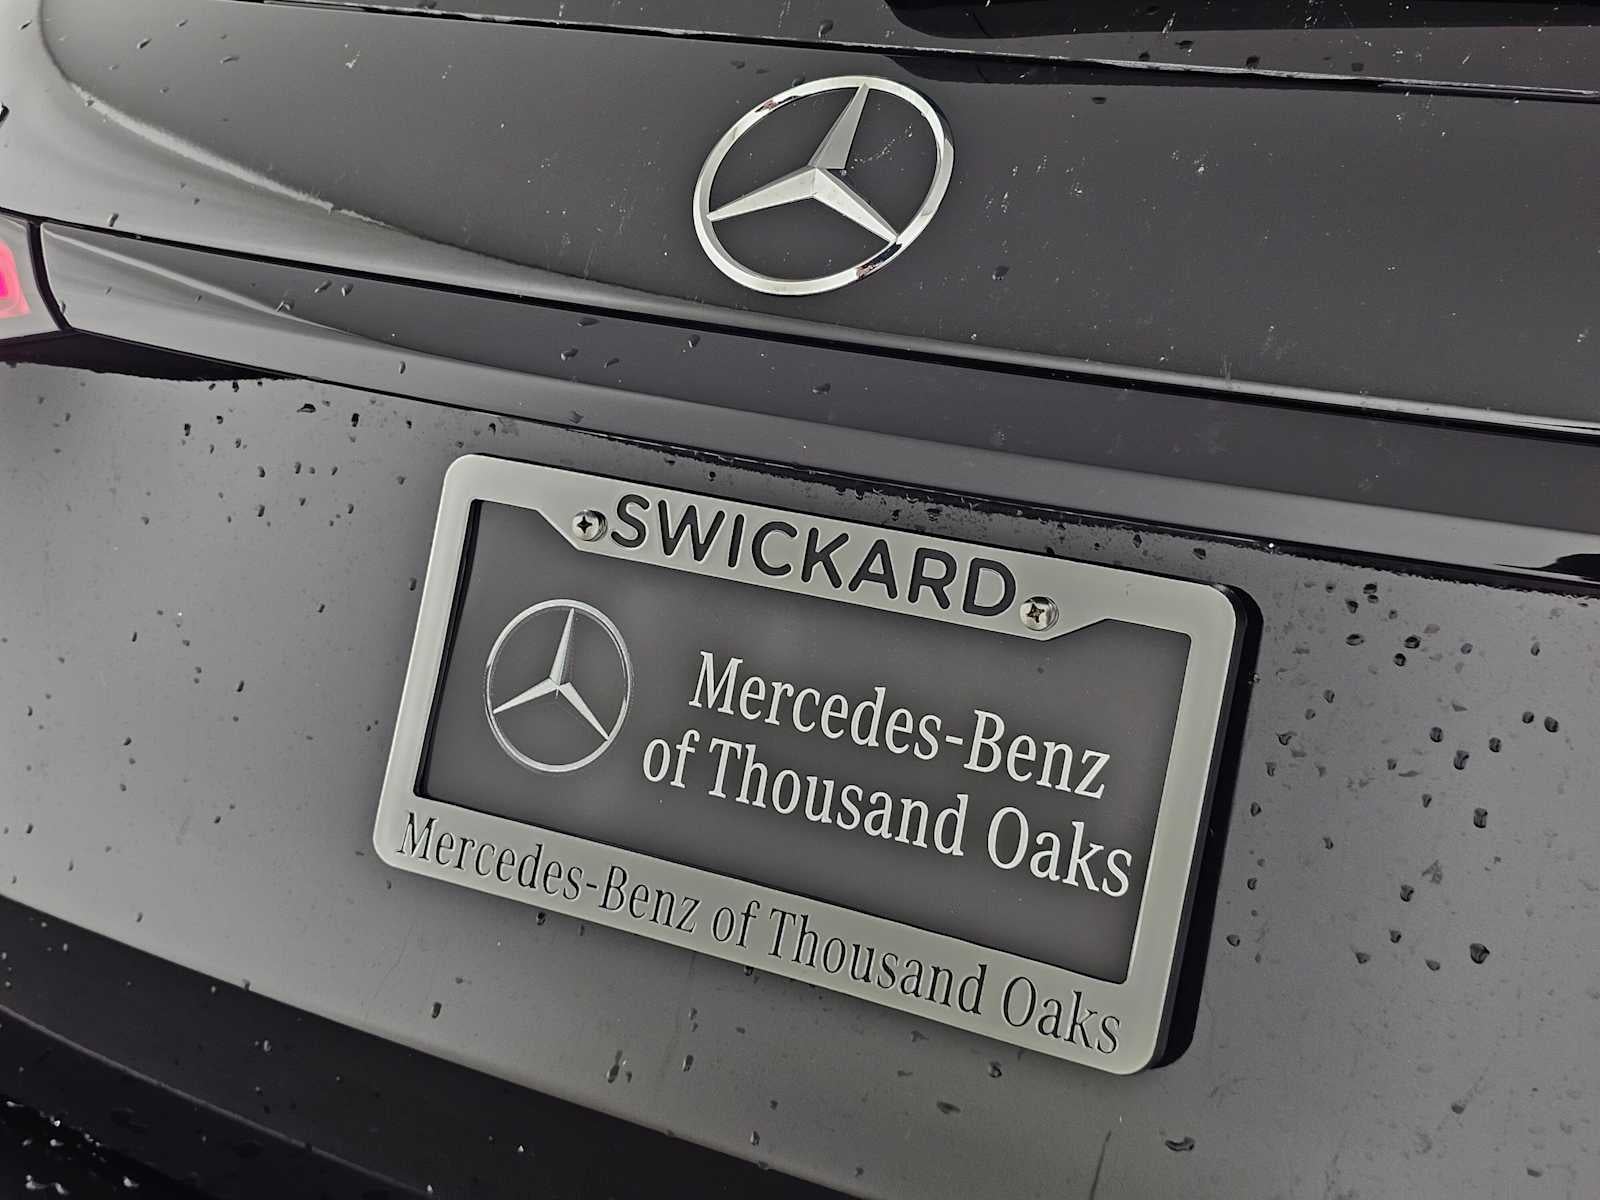 SWICKARD
Mercedes-Benz
of Thousand Oaks
Mercedes-Benz of Thousand Oaks